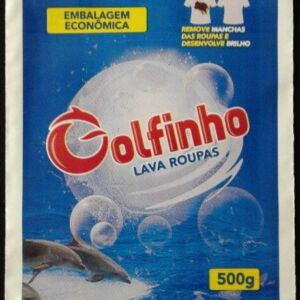 EMBALAGEM
ECONÔMICA
REMOVE MANCHAS
DAS ROUPAS E
DESENVOLVE BRILHO
Golfinho
LAVA ROUPAS
500g